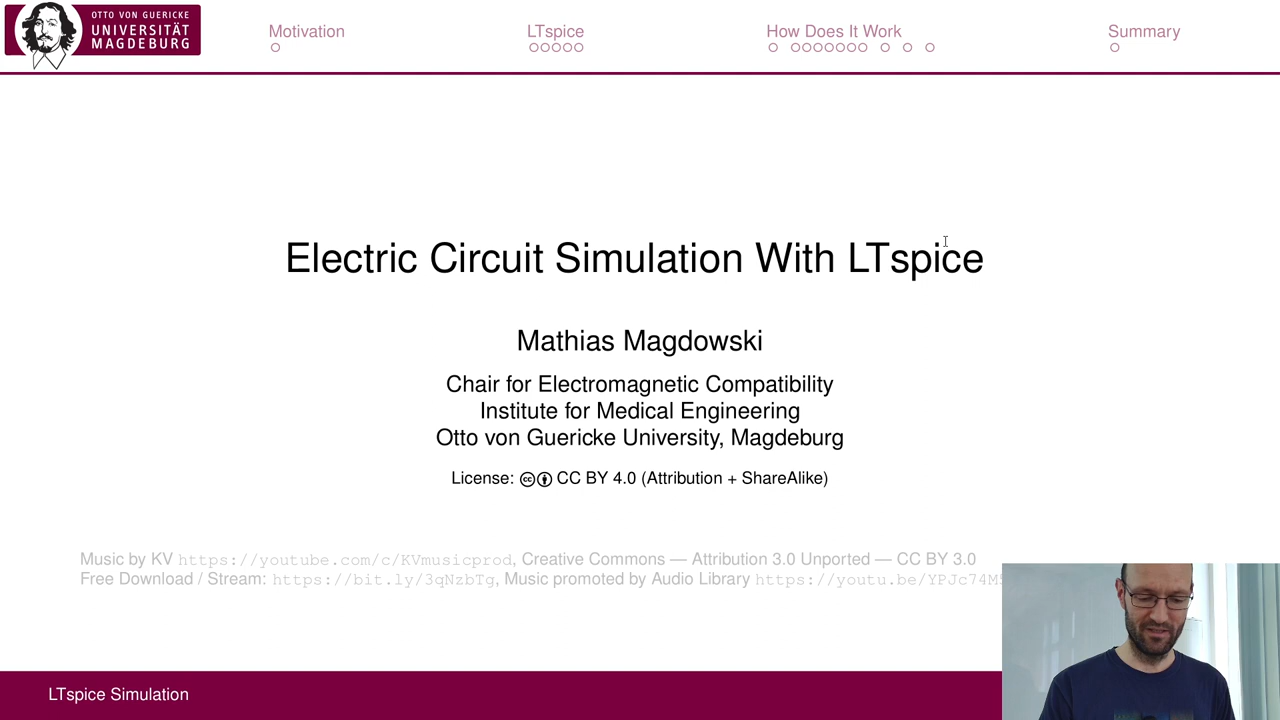 OTTO VON GUERICKE
UNIVERSITÄT
MAGDEBURG
Motivation
LTspice
How Does It Work
Summary
Electric Circuit Simulation With LTspice
Mathias Magdowski
Chair for Electromagnetic Compatibility
Institute for Medical Engineering
Otto von Guericke University, Magdeburg
License: CC BY 4.0 (Attribution + ShareAlike)
Music by KV https://youtube.com/c/KVmusicprod, Creative Commons — Attribution 3.0 Unported — CC BY 3.0
Free Download / Stream: https://bit.ly/3qNzbTg, Music promoted by Audio Library
LTspice Simulation